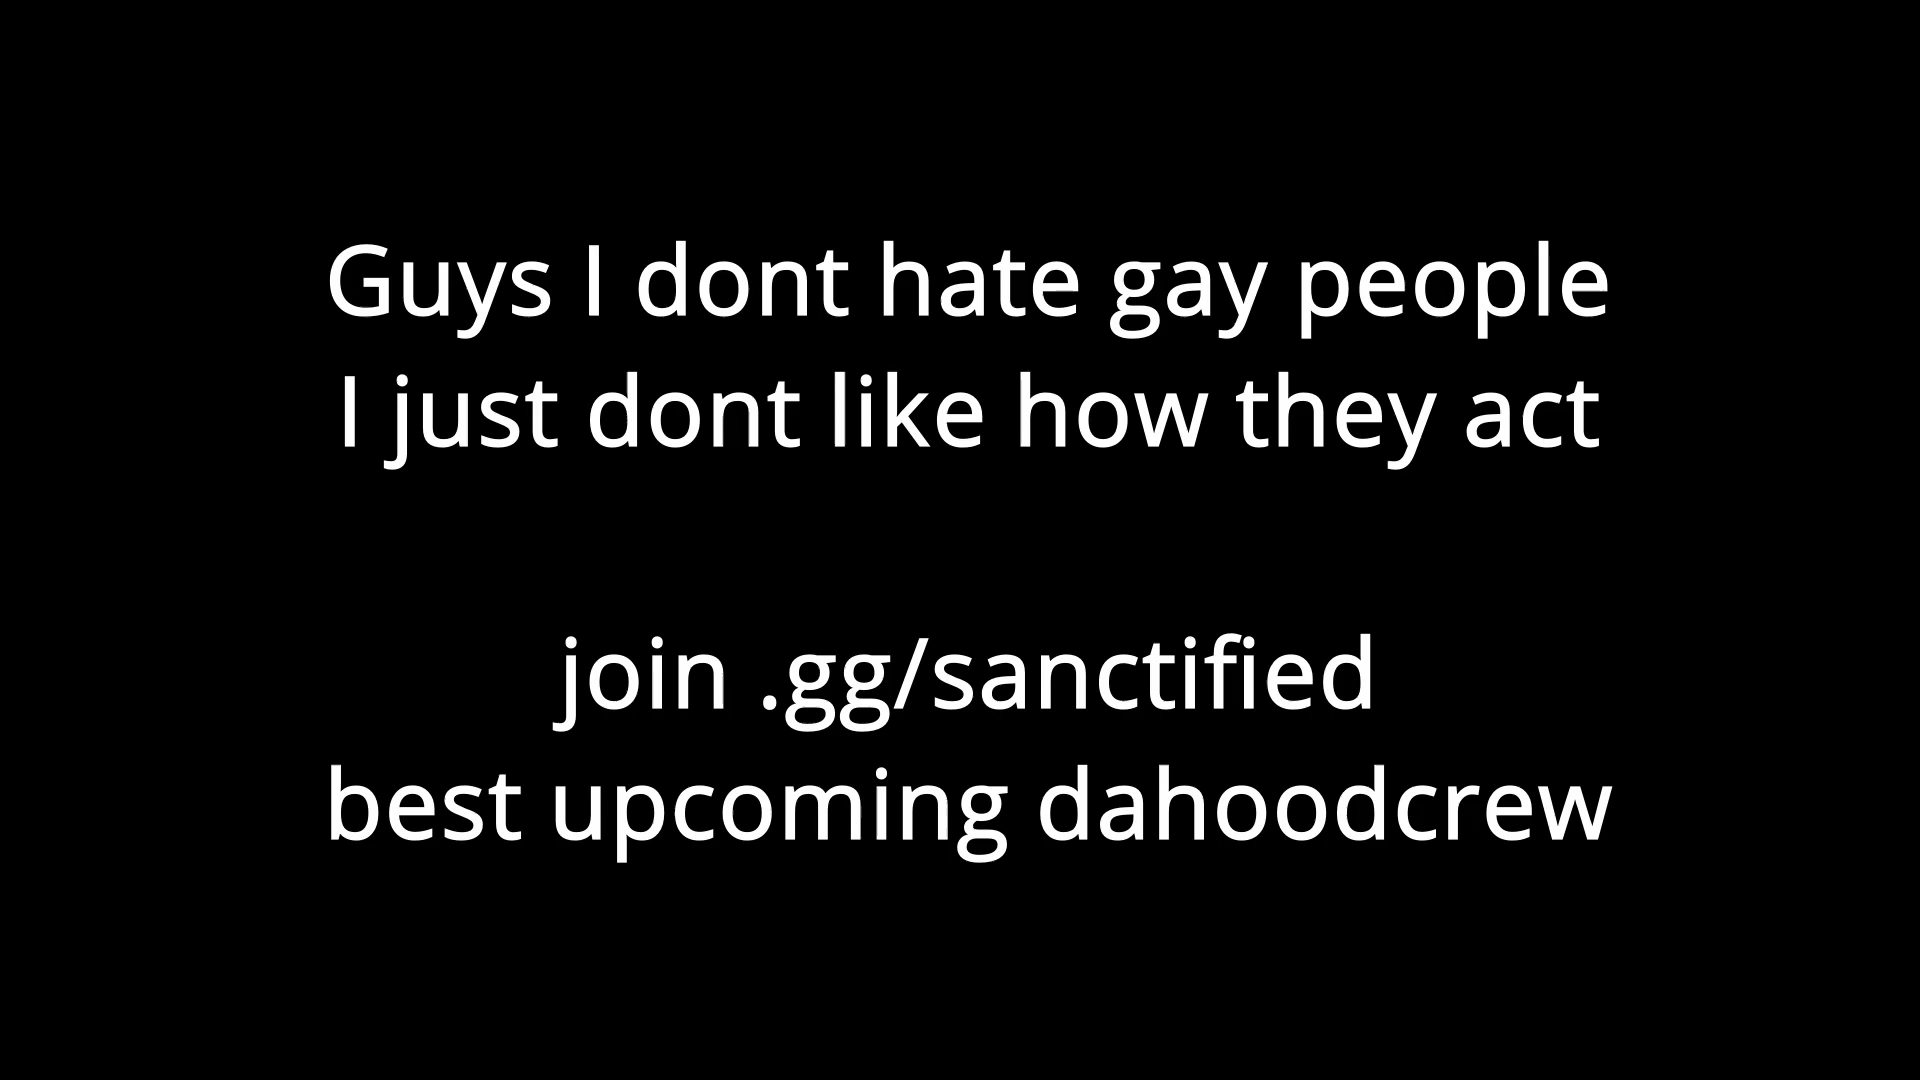 Guys I dont hate gay people
I just dont like how they act
join .gg/sanctified
best upcoming dahoodcrew